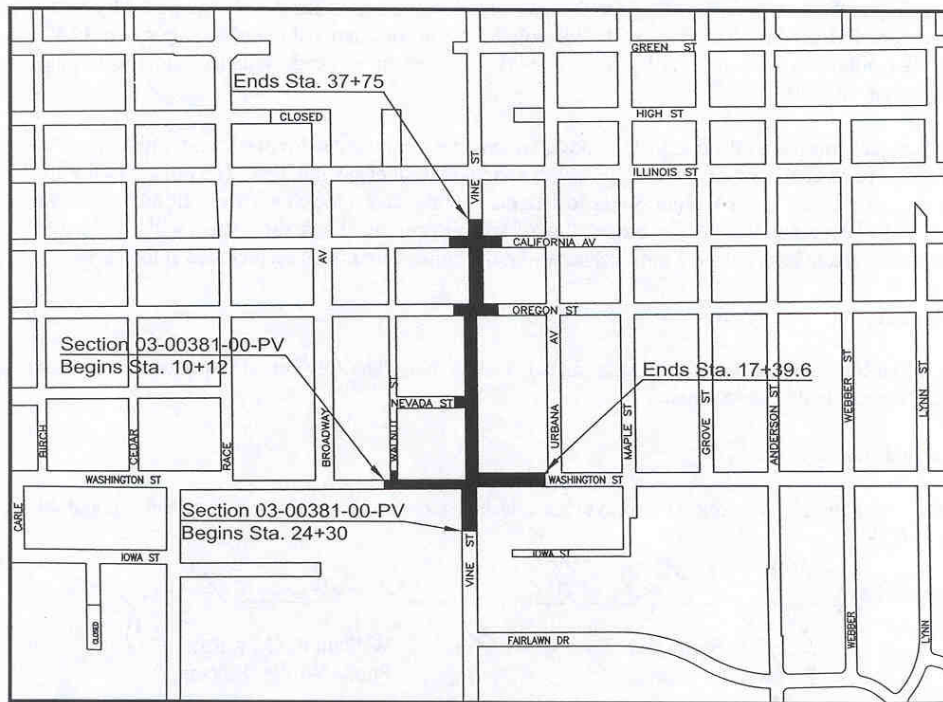 GREEN ST
Ends Sta. 37+75
CLOSED
HIGH ST
ILLINOIS ST
VINE ST
CALIFORNIA AV
BROADWAY AV
OREGON ST
Section 03-00381-00-PV
Begins Sta. 10+12
Ends Sta. 17+39.6
NEVADA ST
WALNUT ST
URBANA AV
MAPLE ST
GROVE ST
ANDERSON ST
WEBBER ST
LYNN ST
BIRCH
CEDAR
RACE
WASHINGTON ST
WASHINGTON ST
CARLE
Section 03-00381-00-PV
Begins Sta. 24+30
IOWA ST
IOWA ST
VINE ST
CLOSED
FAIRLAWN DR
WEBBER
LYNN